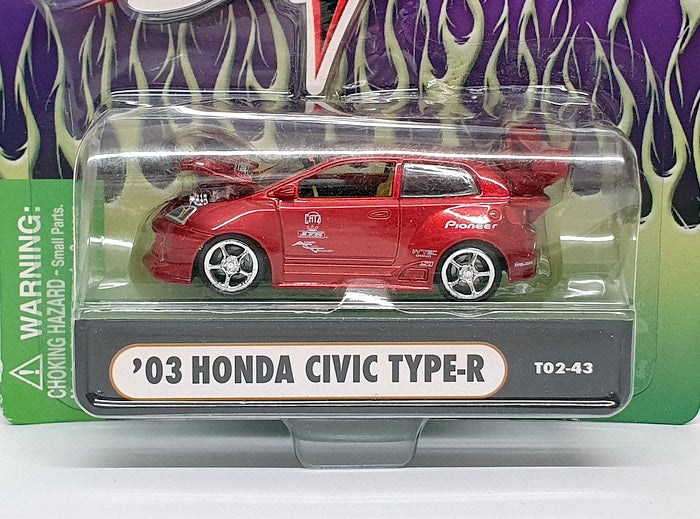 WARNING:
CHOKING HAZARD - Small Parts.
Pioneer
'03 HONDA CIVIC TYPE-R
T02-43